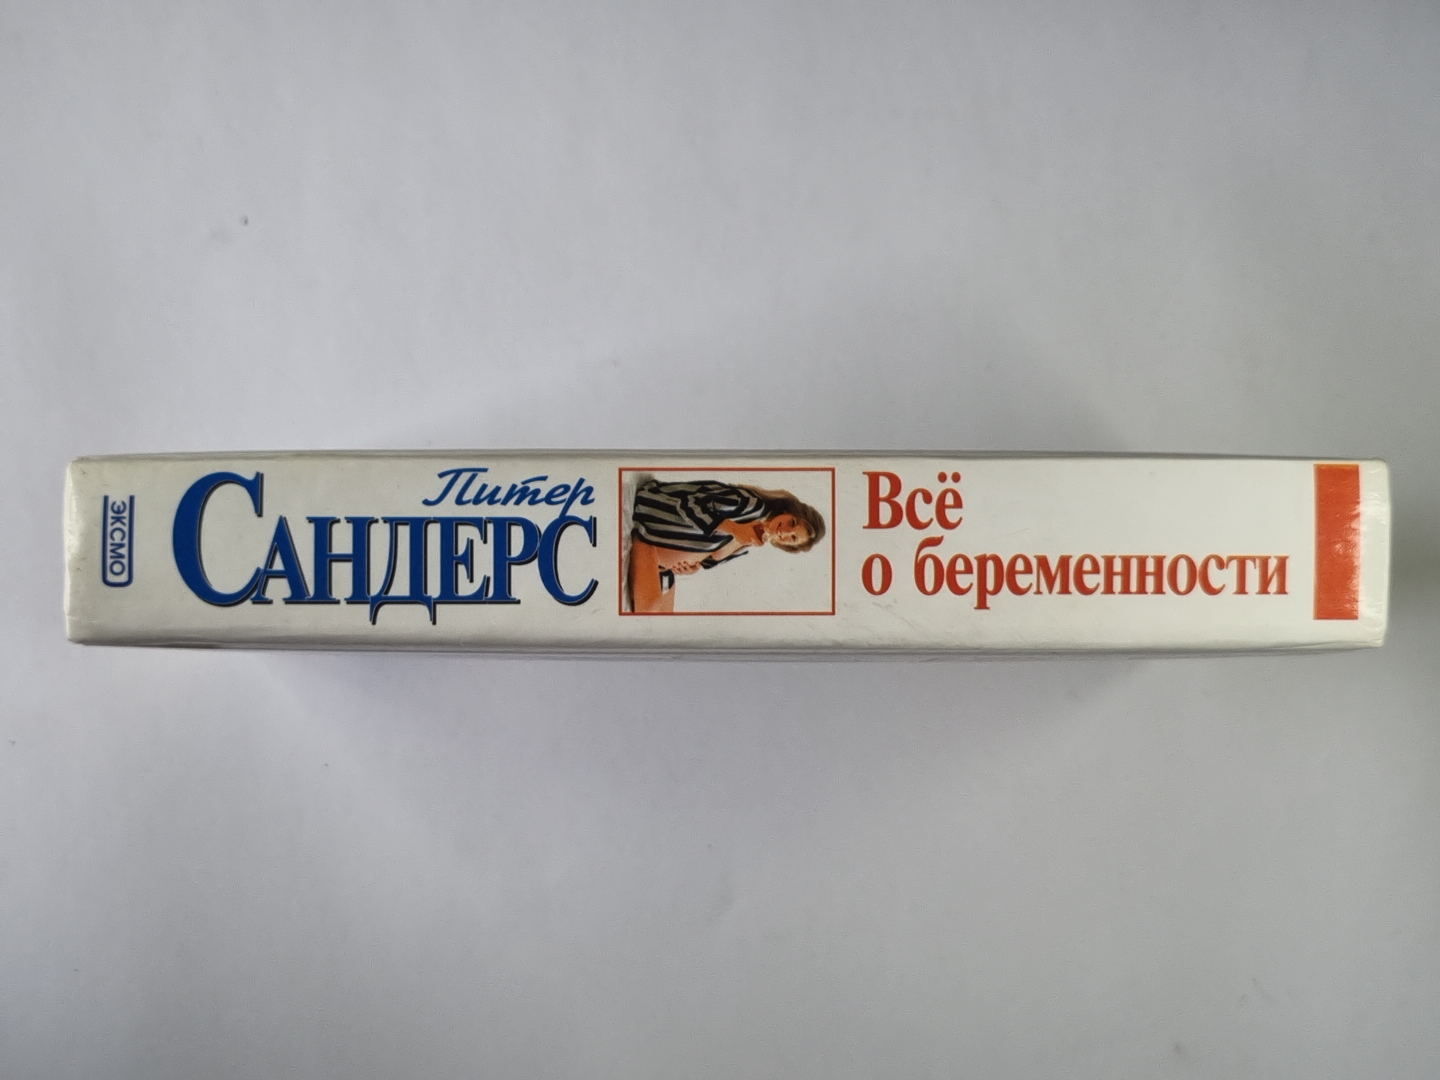 ЭКСМО
Питер
САНДЕРС
Всё
о беременности